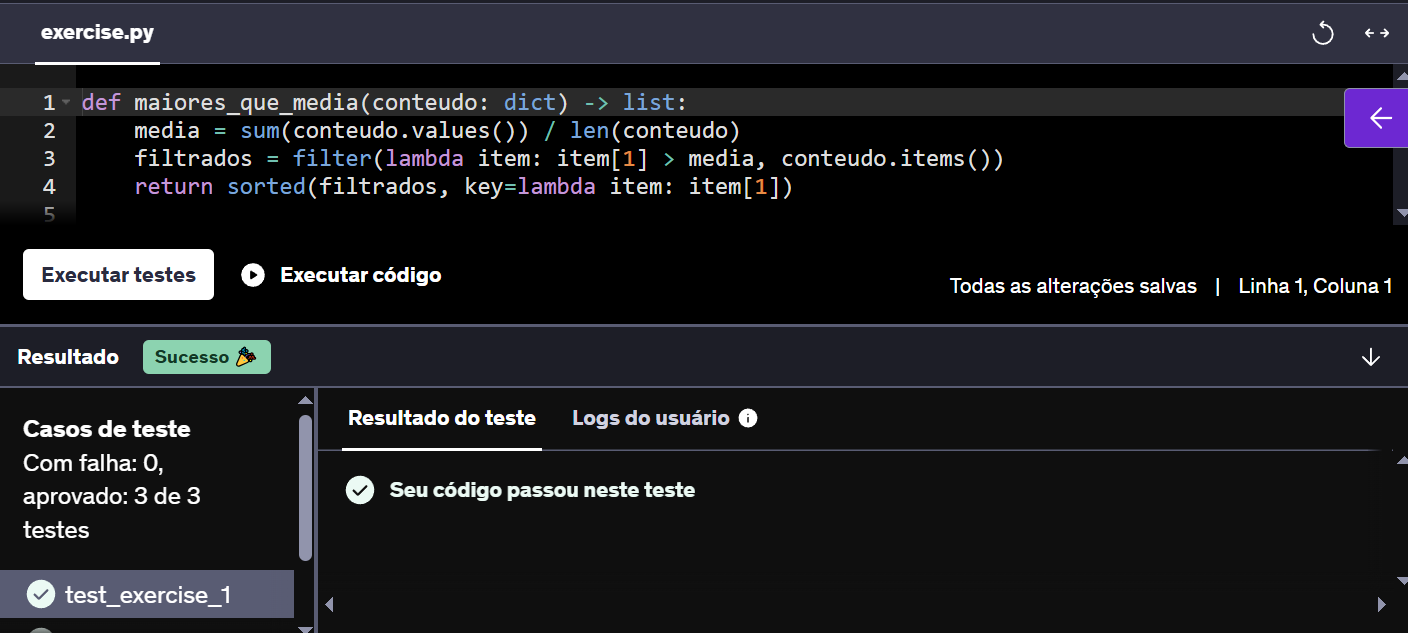 exercise.py
1 def maiores_que_media(conteudo: dict) -> list:
2     media = sum(conteudo.values()) / len(conteudo)
3     filtrados = filter(lambda item: item[1] > media, conteudo.items())
4     return sorted(filtrados, key=lambda item: item[1])
5
Executar testes
Executar código
Todas as alterações salvas | Linha 1, Coluna 1
Resultado
Sucesso
Casos de teste
Com falha: 0,
aprovado: 3 de 3
testes
test_exercise_1
Resultado do teste
Logs do usuário
Seu código passou neste teste